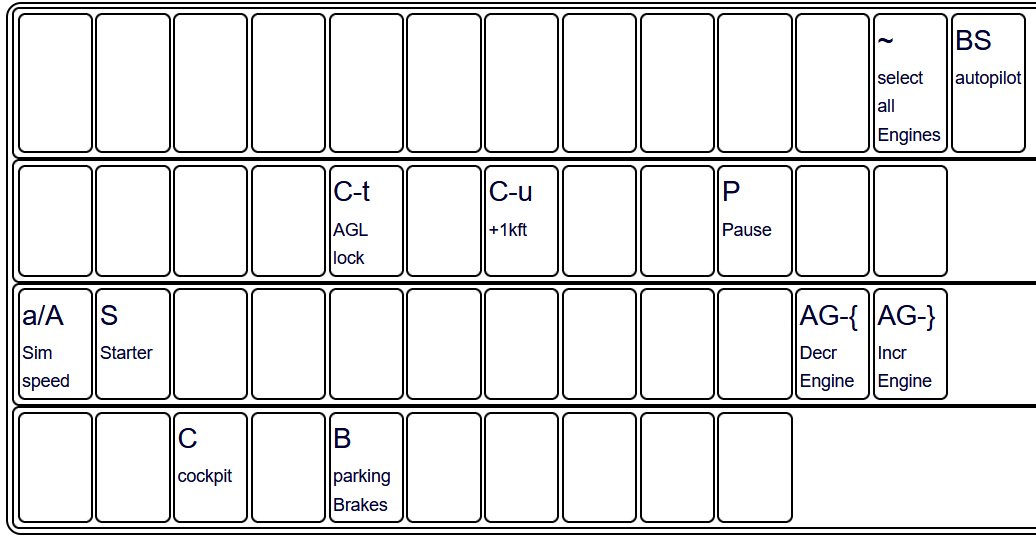 ~
select
all
Engines
BS
autopilot
C-t
AGL
lock
C-u
+1kft
P
Pause
a/A
Sim
speed
S
Starter
AG-{
Decr
Engine
AG-}
Incr
Engine
C
cockpit
B
parking
Brakes